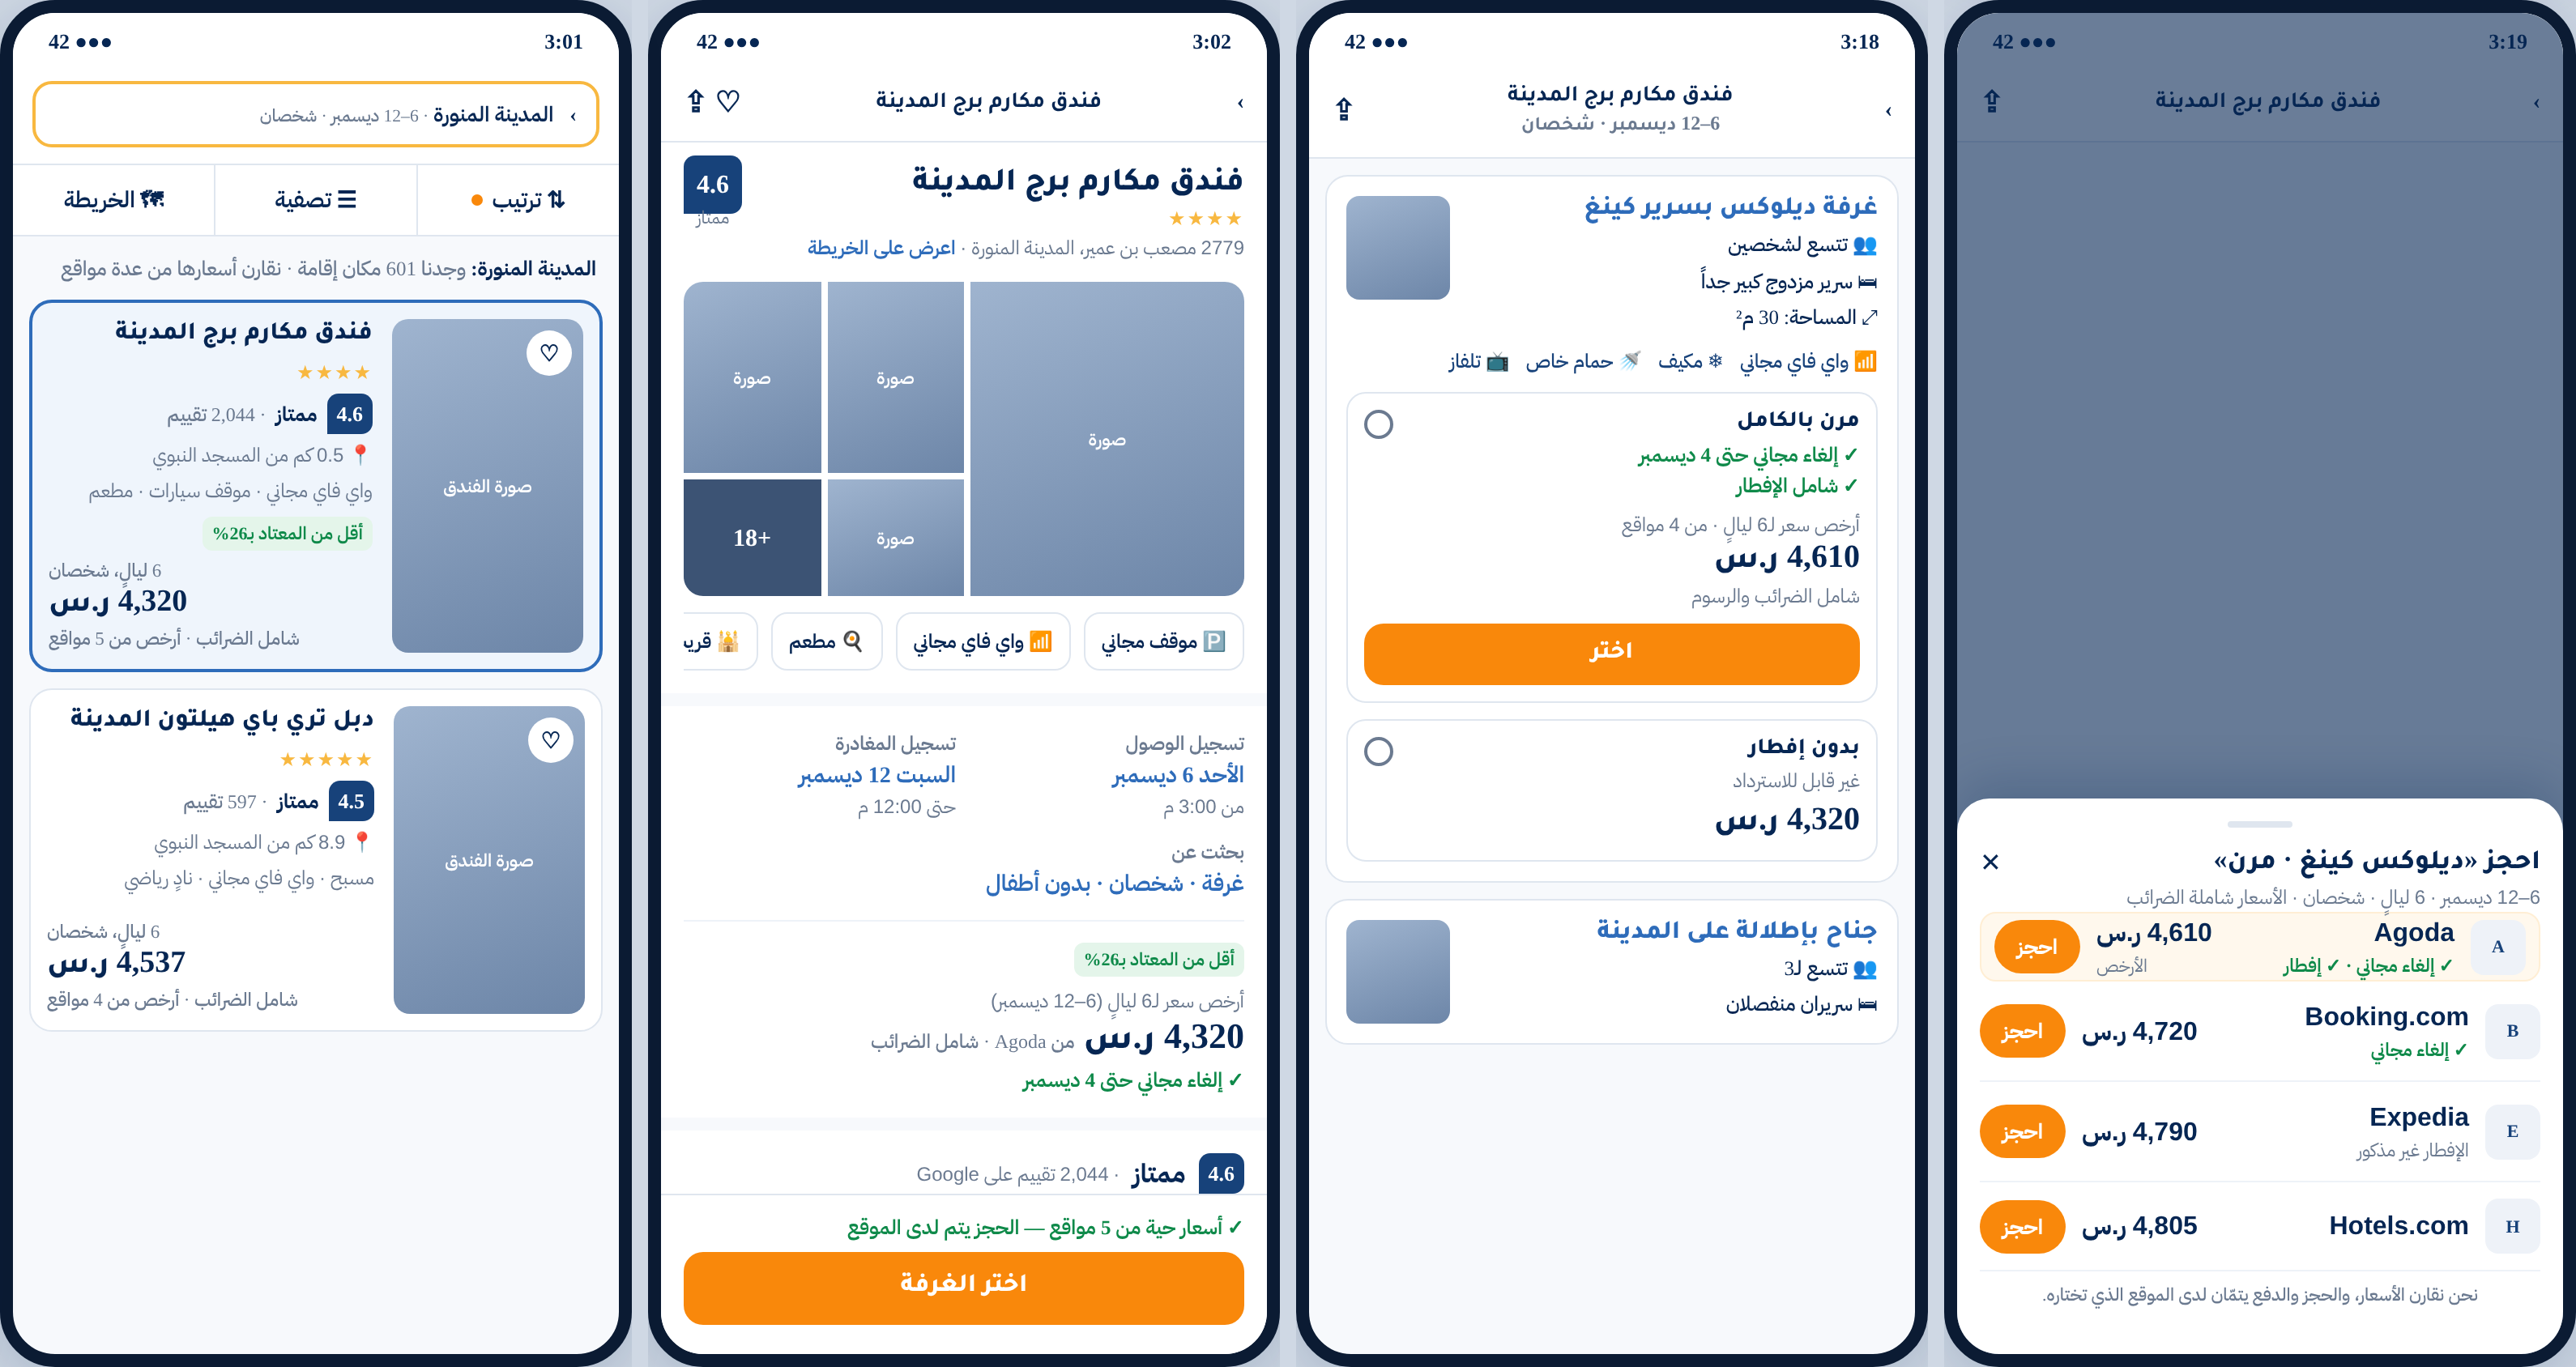 3:01
42
المدينة المنورة · 6–12 ديسمبر · شخصان
ترتيب
تصفية
الخريطة
المدينة المنورة: وجدنا 601 مكان إقامة · نقارن أسعارها من عدة مواقع
صورة الفندق
فندق مكارم برج المدينة
★★★★
4.6 ممتاز · 2,044 تقييم
0.5 كم من المسجد النبوي
واي فاي مجاني · موقف سيارات · مطعم
أقل من المعتاد بـ26%
6 ليالٍ، شخصان
4,320 ر.س
شامل الضرائب · أرخص من 5 مواقع
صورة الفندق
دبل تري باي هيلتون المدينة
★★★★★
4.5 ممتاز · 597 تقييم
8.9 كم من المسجد النبوي
مسبح · واي فاي مجاني · نادٍ رياضي
6 ليالٍ، شخصان
4,537 ر.س
شامل الضرائب · أرخص من 4 مواقع
3:02
42
فندق مكارم برج المدينة
فندق مكارم برج المدينة
4.6
ممتاز
★★★★
2779 مصعب بن عمير، المدينة المنورة · اعرض على الخريطة
صورة
صورة
صورة
صورة
+18
موقف مجاني
واي فاي مجاني
مطعم
تسجيل الوصول
الأحد 6 ديسمبر
من 3:00 م
تسجيل المغادرة
السبت 12 ديسمبر
حتى 12:00 م
بحثت عن
غرفة · شخصان · بدون أطفال
أقل من المعتاد بـ26%
أرخص سعر لـ6 ليالٍ (6–12 ديسمبر)
4,320 ر.س من Agoda · شامل الضرائب
✓ إلغاء مجاني حتى 4 ديسمبر
4.6 ممتاز · 2,044 تقييم على Google
✓ أسعار حية من 5 مواقع — الحجز يتم لدى الموقع
اختر الغرفة
3:18
42
فندق مكارم برج المدينة
6–12 ديسمبر · شخصان
غرفة ديلوكس بسرير كينغ
تتسع لشخصين
سرير مزدوج كبير جداً
المساحة: 30 م²
واي فاي مجاني
مكيف
حمام خاص
تلفاز
مرن بالكامل
✓ إلغاء مجاني حتى 4 ديسمبر
✓ شامل الإفطار
أرخص سعر لـ6 ليالٍ · من 4 مواقع
4,610 ر.س
شامل الضرائب والرسوم
اختر
بدون إفطار
غير قابل للاسترداد
4,320 ر.س
جناح بإطلالة على المدينة
تتسع لـ3
سريران منفصلان
3:19
42
فندق مكارم برج المدينة
احجز «ديلوكس كينغ · مرن»
6–12 ديسمبر · 6 ليالٍ · شخصان · الأسعار شاملة الضرائب
A
Agoda
✓ إلغاء مجاني · ✓ إفطار
4,610 ر.س
الأرخص
احجز
B
Booking.com
✓ إلغاء مجاني
4,720 ر.س
احجز
E
Expedia
الإفطار غير مذكور
4,790 ر.س
احجز
H
Hotels.com
4,805 ر.س
احجز
نحن نقارن الأسعار، والحجز والدفع يتمّان لدى الموقع الذي تختاره.